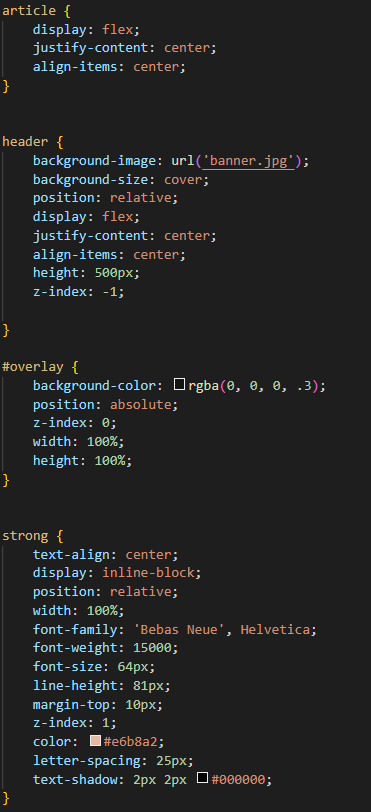 article {
    display: flex;
    justify-content: center;
    align-items: center;
}
header {
    background-image: url('banner.jpg');
    background-size: cover;
    position: relative;
    display: flex;
    justify-content: center;
    align-items: center;
    height: 500px;
    z-index: -1;
}
#overlay {
    background-color: rgba(0, 0, 0, .3);
    position: absolute;
    z-index: 0;
    width: 100%;
    height: 100%;
}
strong {
    text-align: center;
    display: inline-block;
    position: relative;
    width: 100%;
    font-family: 'Bebas Neue', Helvetica;
    font-weight: 15000;
    font-size: 64px;
    line-height: 81px;
    margin-top: 10px;
    z-index: 1;
    color: #e6b8a2;
    letter-spacing: 25px;
    text-shadow: 2px 2px #000000;
}